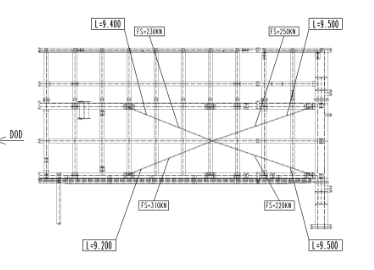 L=9.400
L=9.500
FS=230KN
FS=250KN
DOD
FS=310KN
FS=220KN
L=9.200
L=9.500